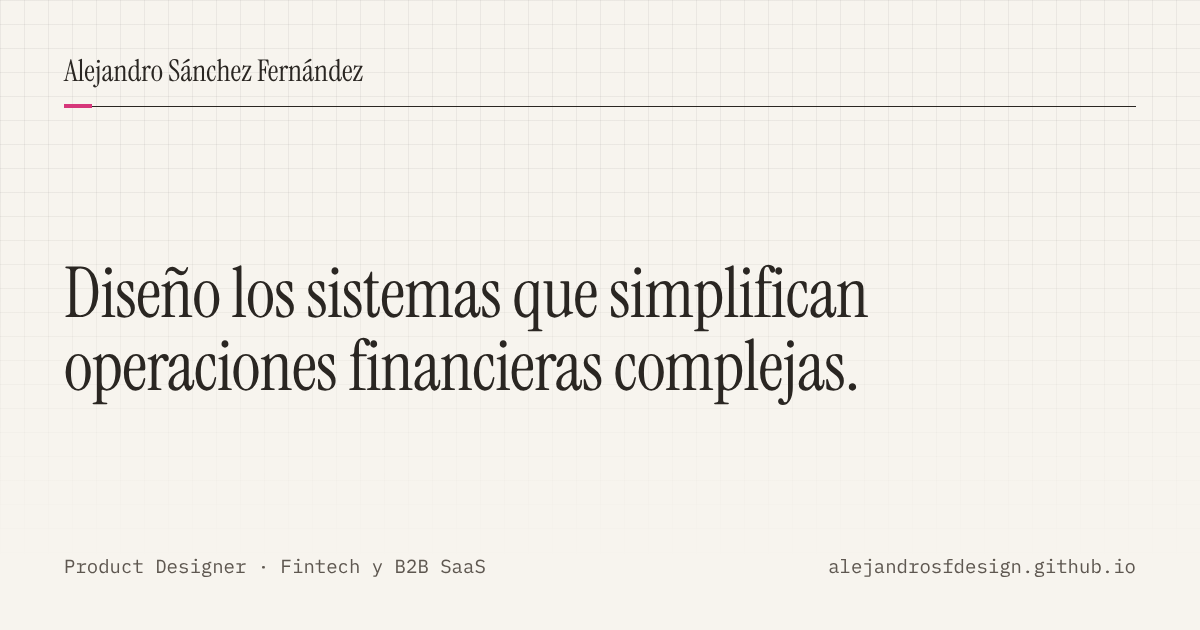 Alejandro Sánchez Fernández
Diseño los sistemas que simplifican
operaciones financieras complejas.
Product Designer · Fintech y B2B SaaS
alejandrosfdesign.github.io